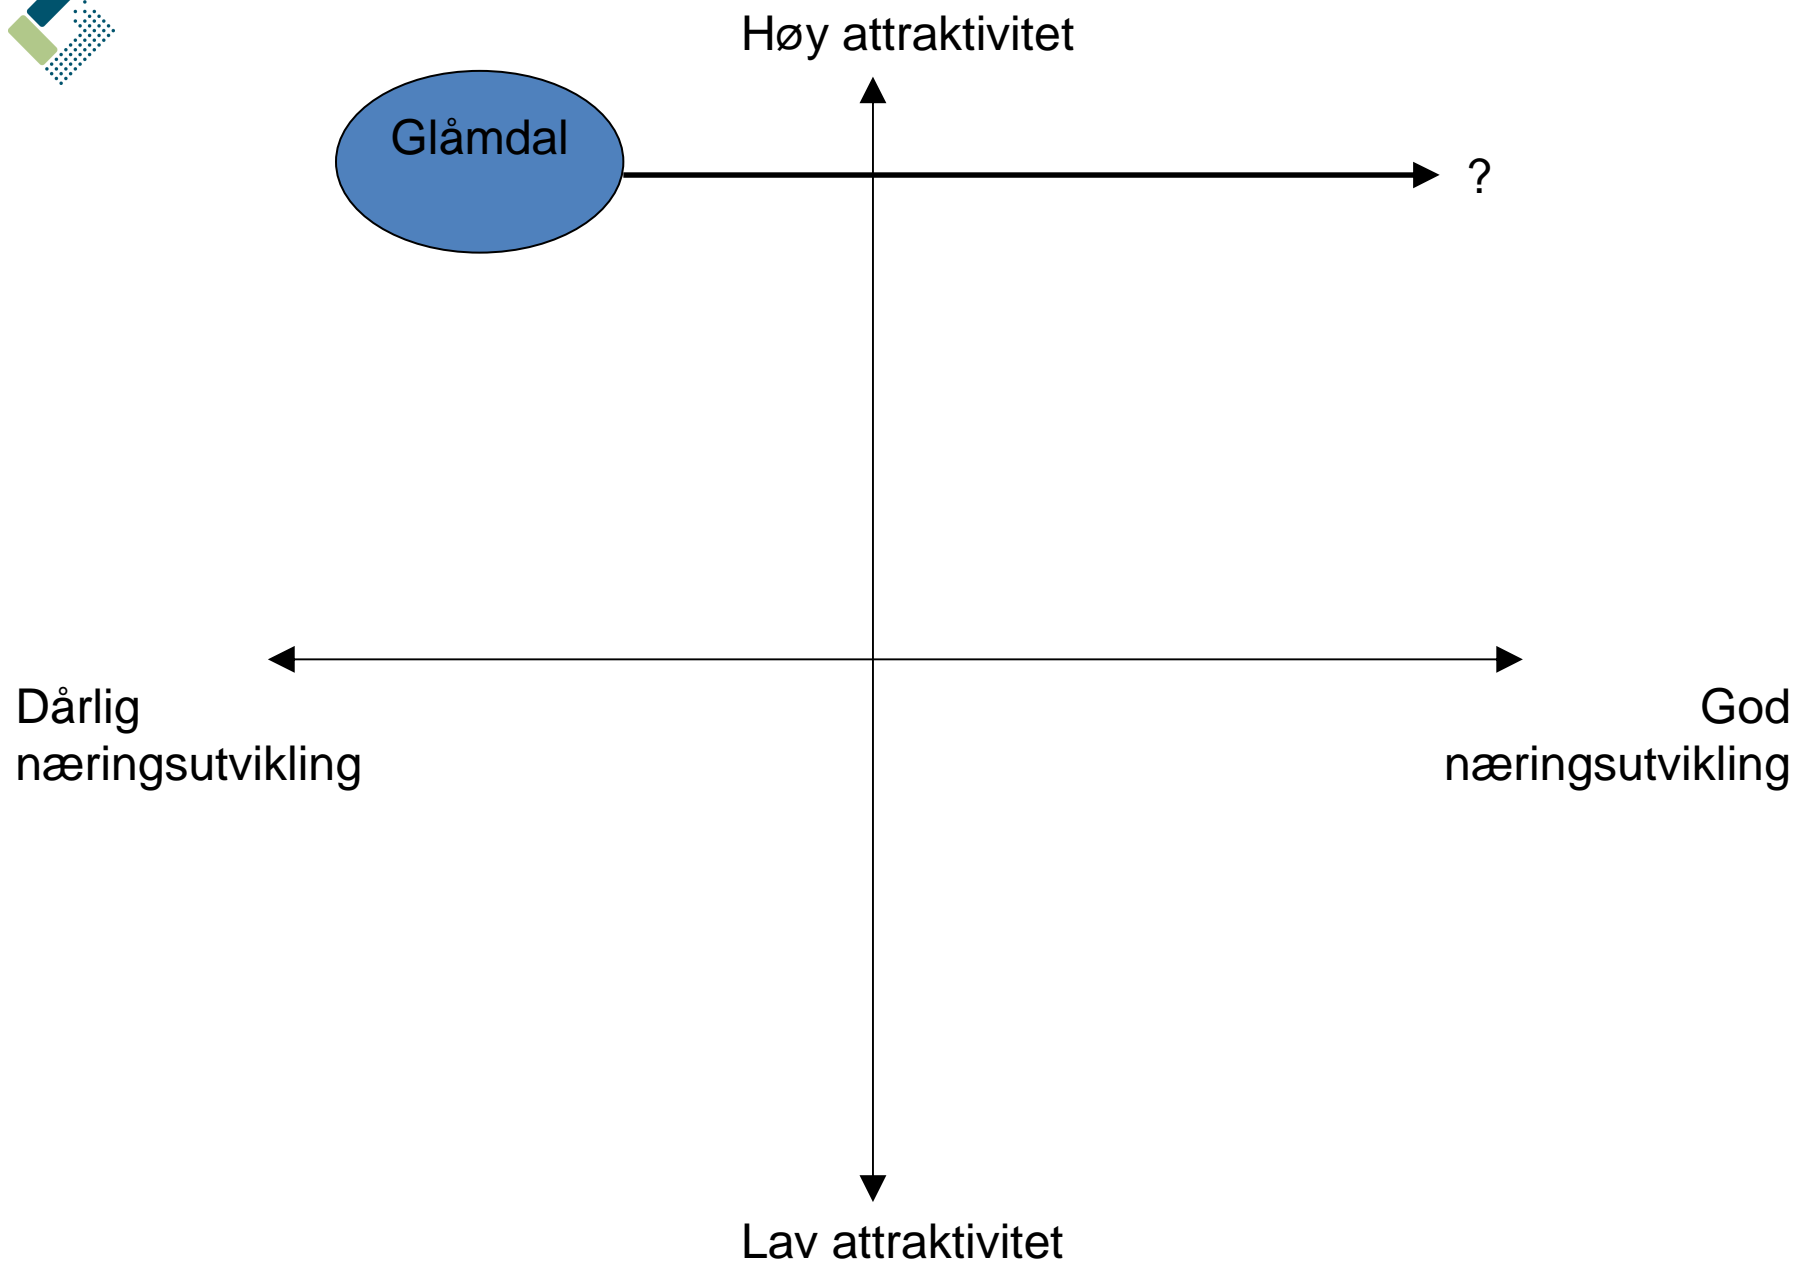 Høy attraktivitet
Glåmdal
?
Dårlig
næringsutvikling
God
næringsutvikling
Lav attraktivitet